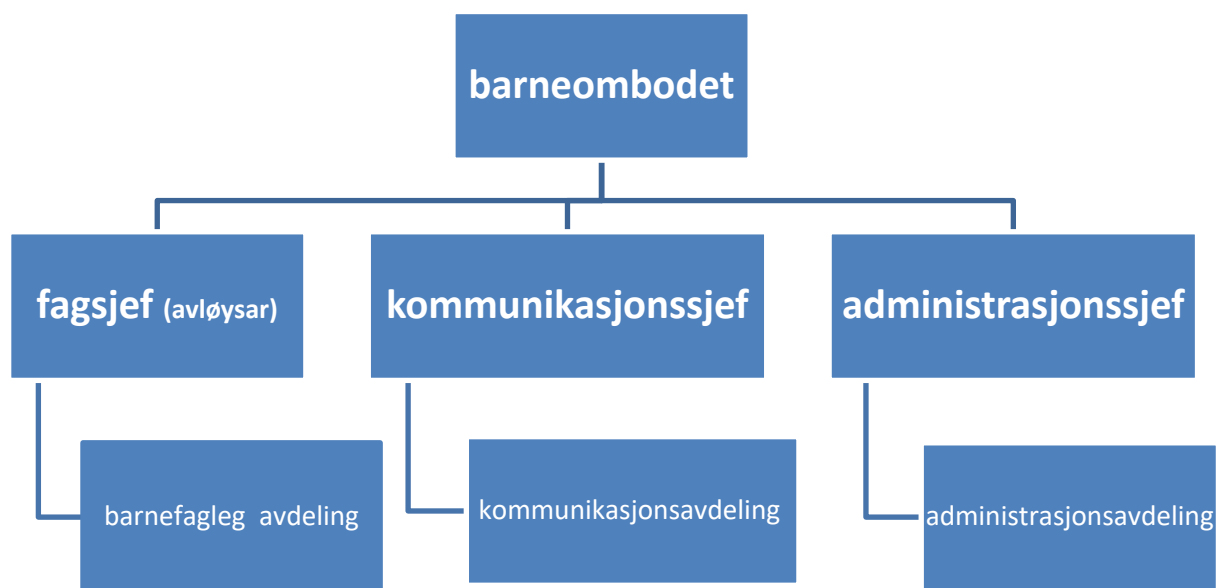 barneombodet
fagsjef (avløysar)
kommunikasjonssjef
administrasjonssjef
barnefagleg avdeling
kommunikasjonsavdeling
administrasjonsavdeling